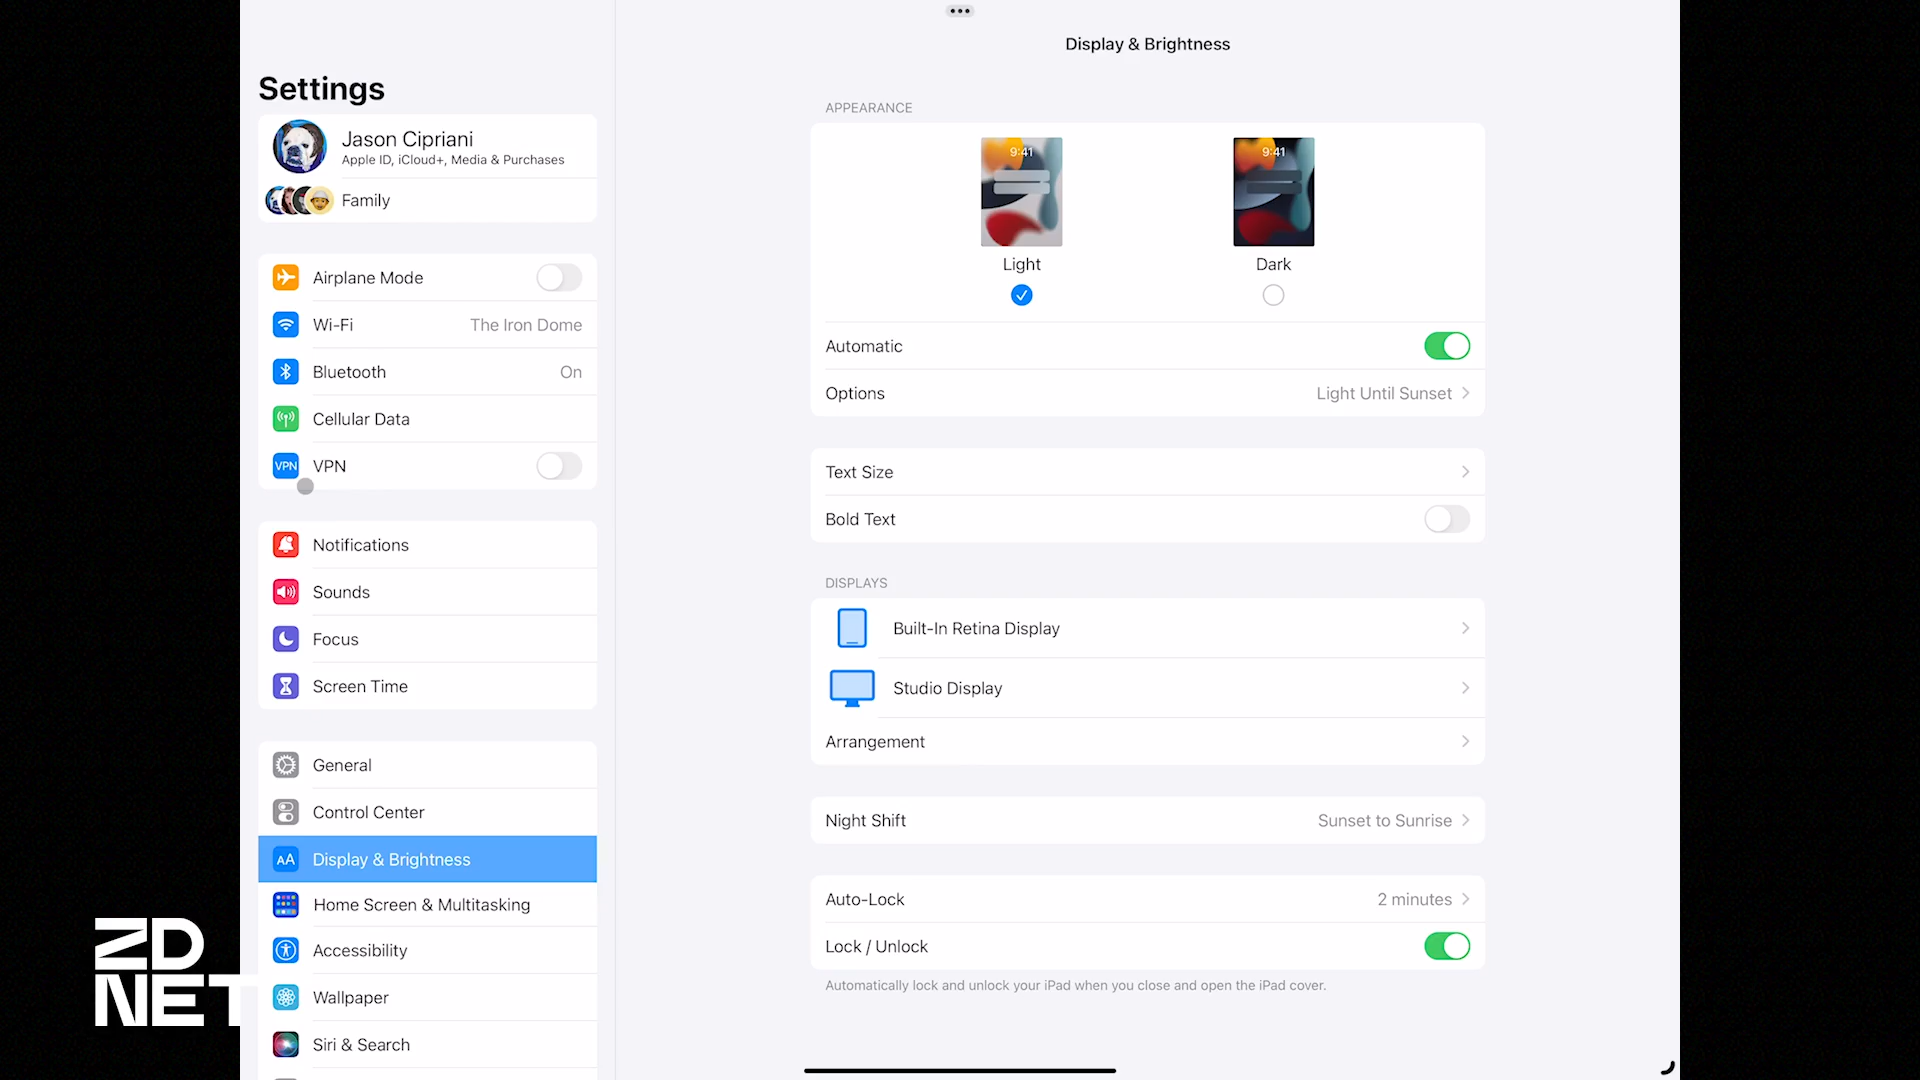 Display & Brightness
Settings
Jason Cipriani
Apple ID, iCloud+, Media & Purchases
Family
Airplane Mode
Wi-Fi The Iron Dome
Bluetooth On
Cellular Data
VPN VPN
Notifications
Sounds
Focus
Screen Time
General
Control Center
AA Display & Brightness
Home Screen & Multitasking
Accessibility
Wallpaper
Siri & Search
APPEARANCE
9:41 9:41
Light Dark
Automatic
Options Light Until Sunset
Text Size
Bold Text
DISPLAYS
Built-In Retina Display
Studio Display
Arrangement
Night Shift Sunset to Sunrise
Auto-Lock 2 minutes
Lock / Unlock
Automatically lock and unlock your iPad when you close and open the iPad cover.
ZD
NET